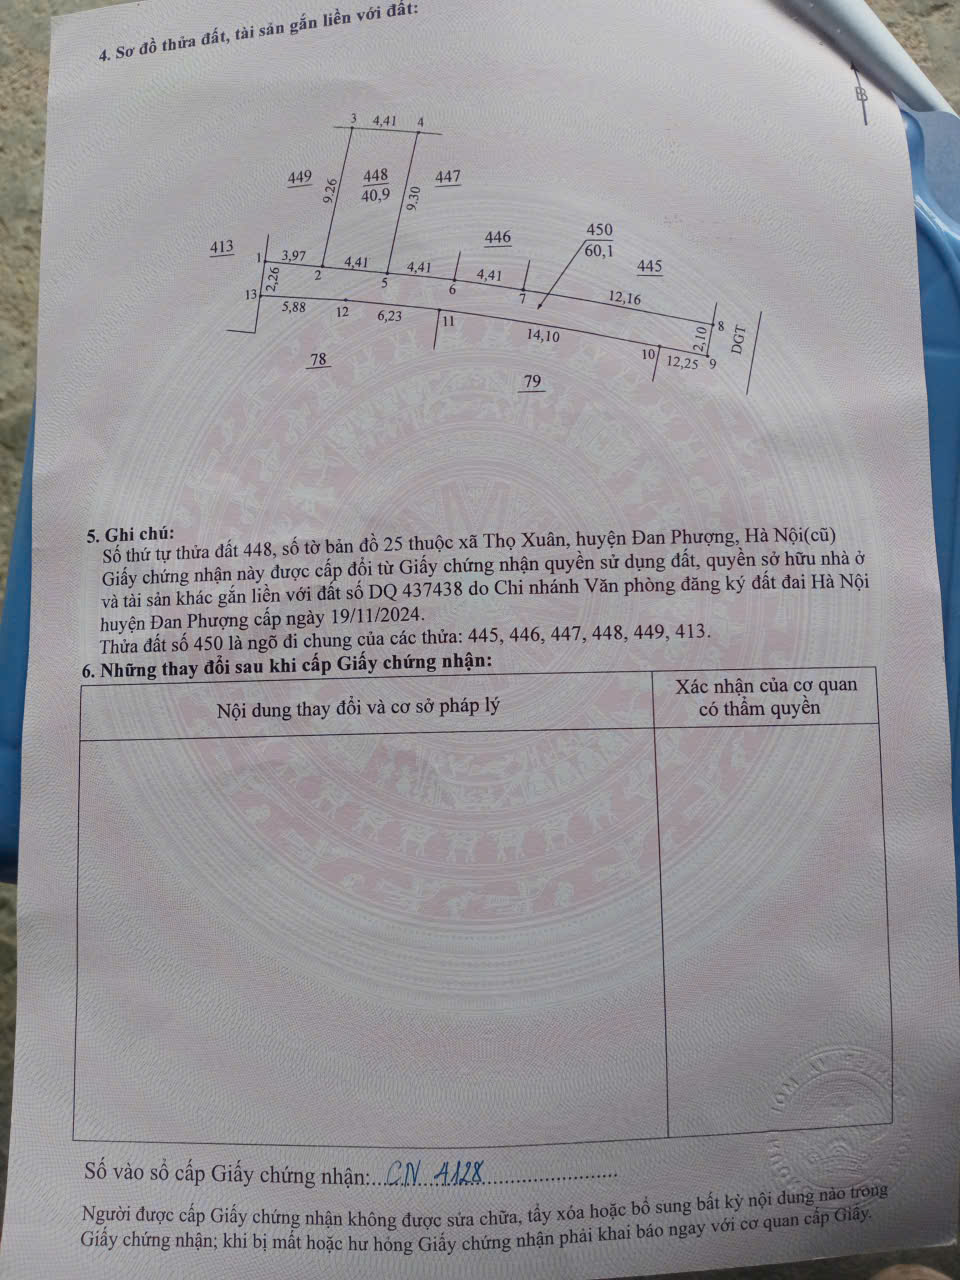 4. Sơ đồ thửa đất, tài sản gắn liền với đất:
B
3 4,41 4
449
9.26
448
40,9
9.30
447
413
1 3,97
2
4,41
5
4,41
6
4,41
7
446
450
60,1
445
12,16
8
2,26
13
5,88
12
6,23
11
14,10
10
12,25
9
2,10
DGT
78
79
5. Ghi chú:
Số thứ tự thửa đất 448, số tờ bản đồ 25 thuộc xã Thọ Xuân, huyện Đan Phượng, Hà Nội(cũ)
Giấy chứng nhận này được cấp đổi từ Giấy chứng nhận quyền sử dụng đất, quyền sở hữu nhà ở
và tài sản khác gắn liền với đất số DQ 437438 do Chi nhánh Văn phòng đăng ký đất đai Hà Nội
huyện Đan Phượng cấp ngày 19/11/2024.
Thửa đất số 450 là ngõ đi chung của các thửa: 445, 446, 447, 448, 449, 413.
6. Những thay đổi sau khi cấp Giấy chứng nhận:
Nội dung thay đổi và cơ sở pháp lý
Xác nhận của cơ quan
có thẩm quyền
Số vào sổ cấp Giấy chứng nhận: CN 4128
Người được cấp Giấy chứng nhận không được sửa chữa, tẩy xóa hoặc bổ sung bất kỳ nội dung nào trong
Giấy chứng nhận; khi bị mất hoặc hư hỏng Giấy chứng nhận phải khai báo ngay với cơ quan cấp Giấy.